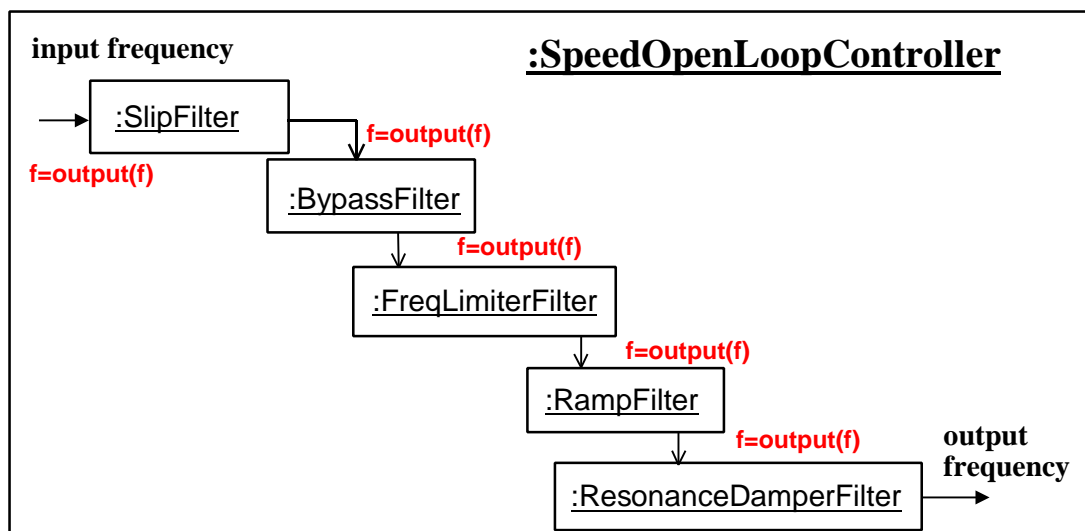 input frequency
:SpeedOpenLoopController
:SlipFilter
f=output(f)
f=output(f)
:BypassFilter
f=output(f)
:FreqLimiterFilter
f=output(f)
:RampFilter
f=output(f)
output
frequency
:ResonanceDamperFilter